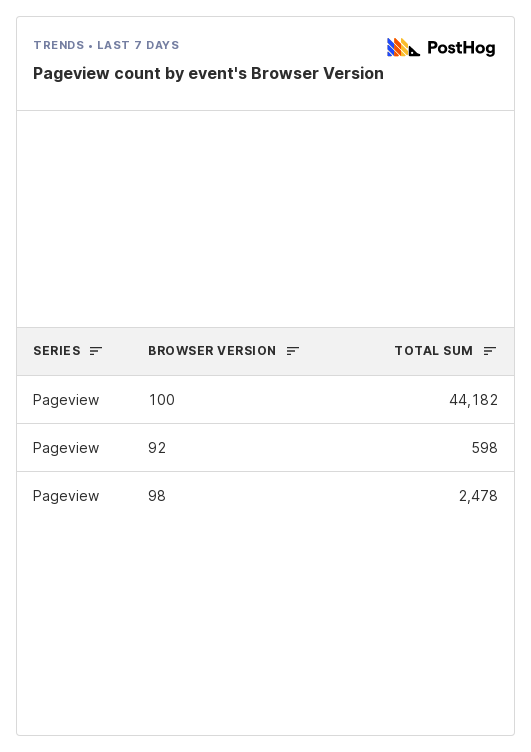 TRENDS • LAST 7 DAYS
PostHog
Pageview count by event's Browser Version
SERIES BROWSER VERSION TOTAL SUM
Pageview 100 44,182
Pageview 92 598
Pageview 98 2,478